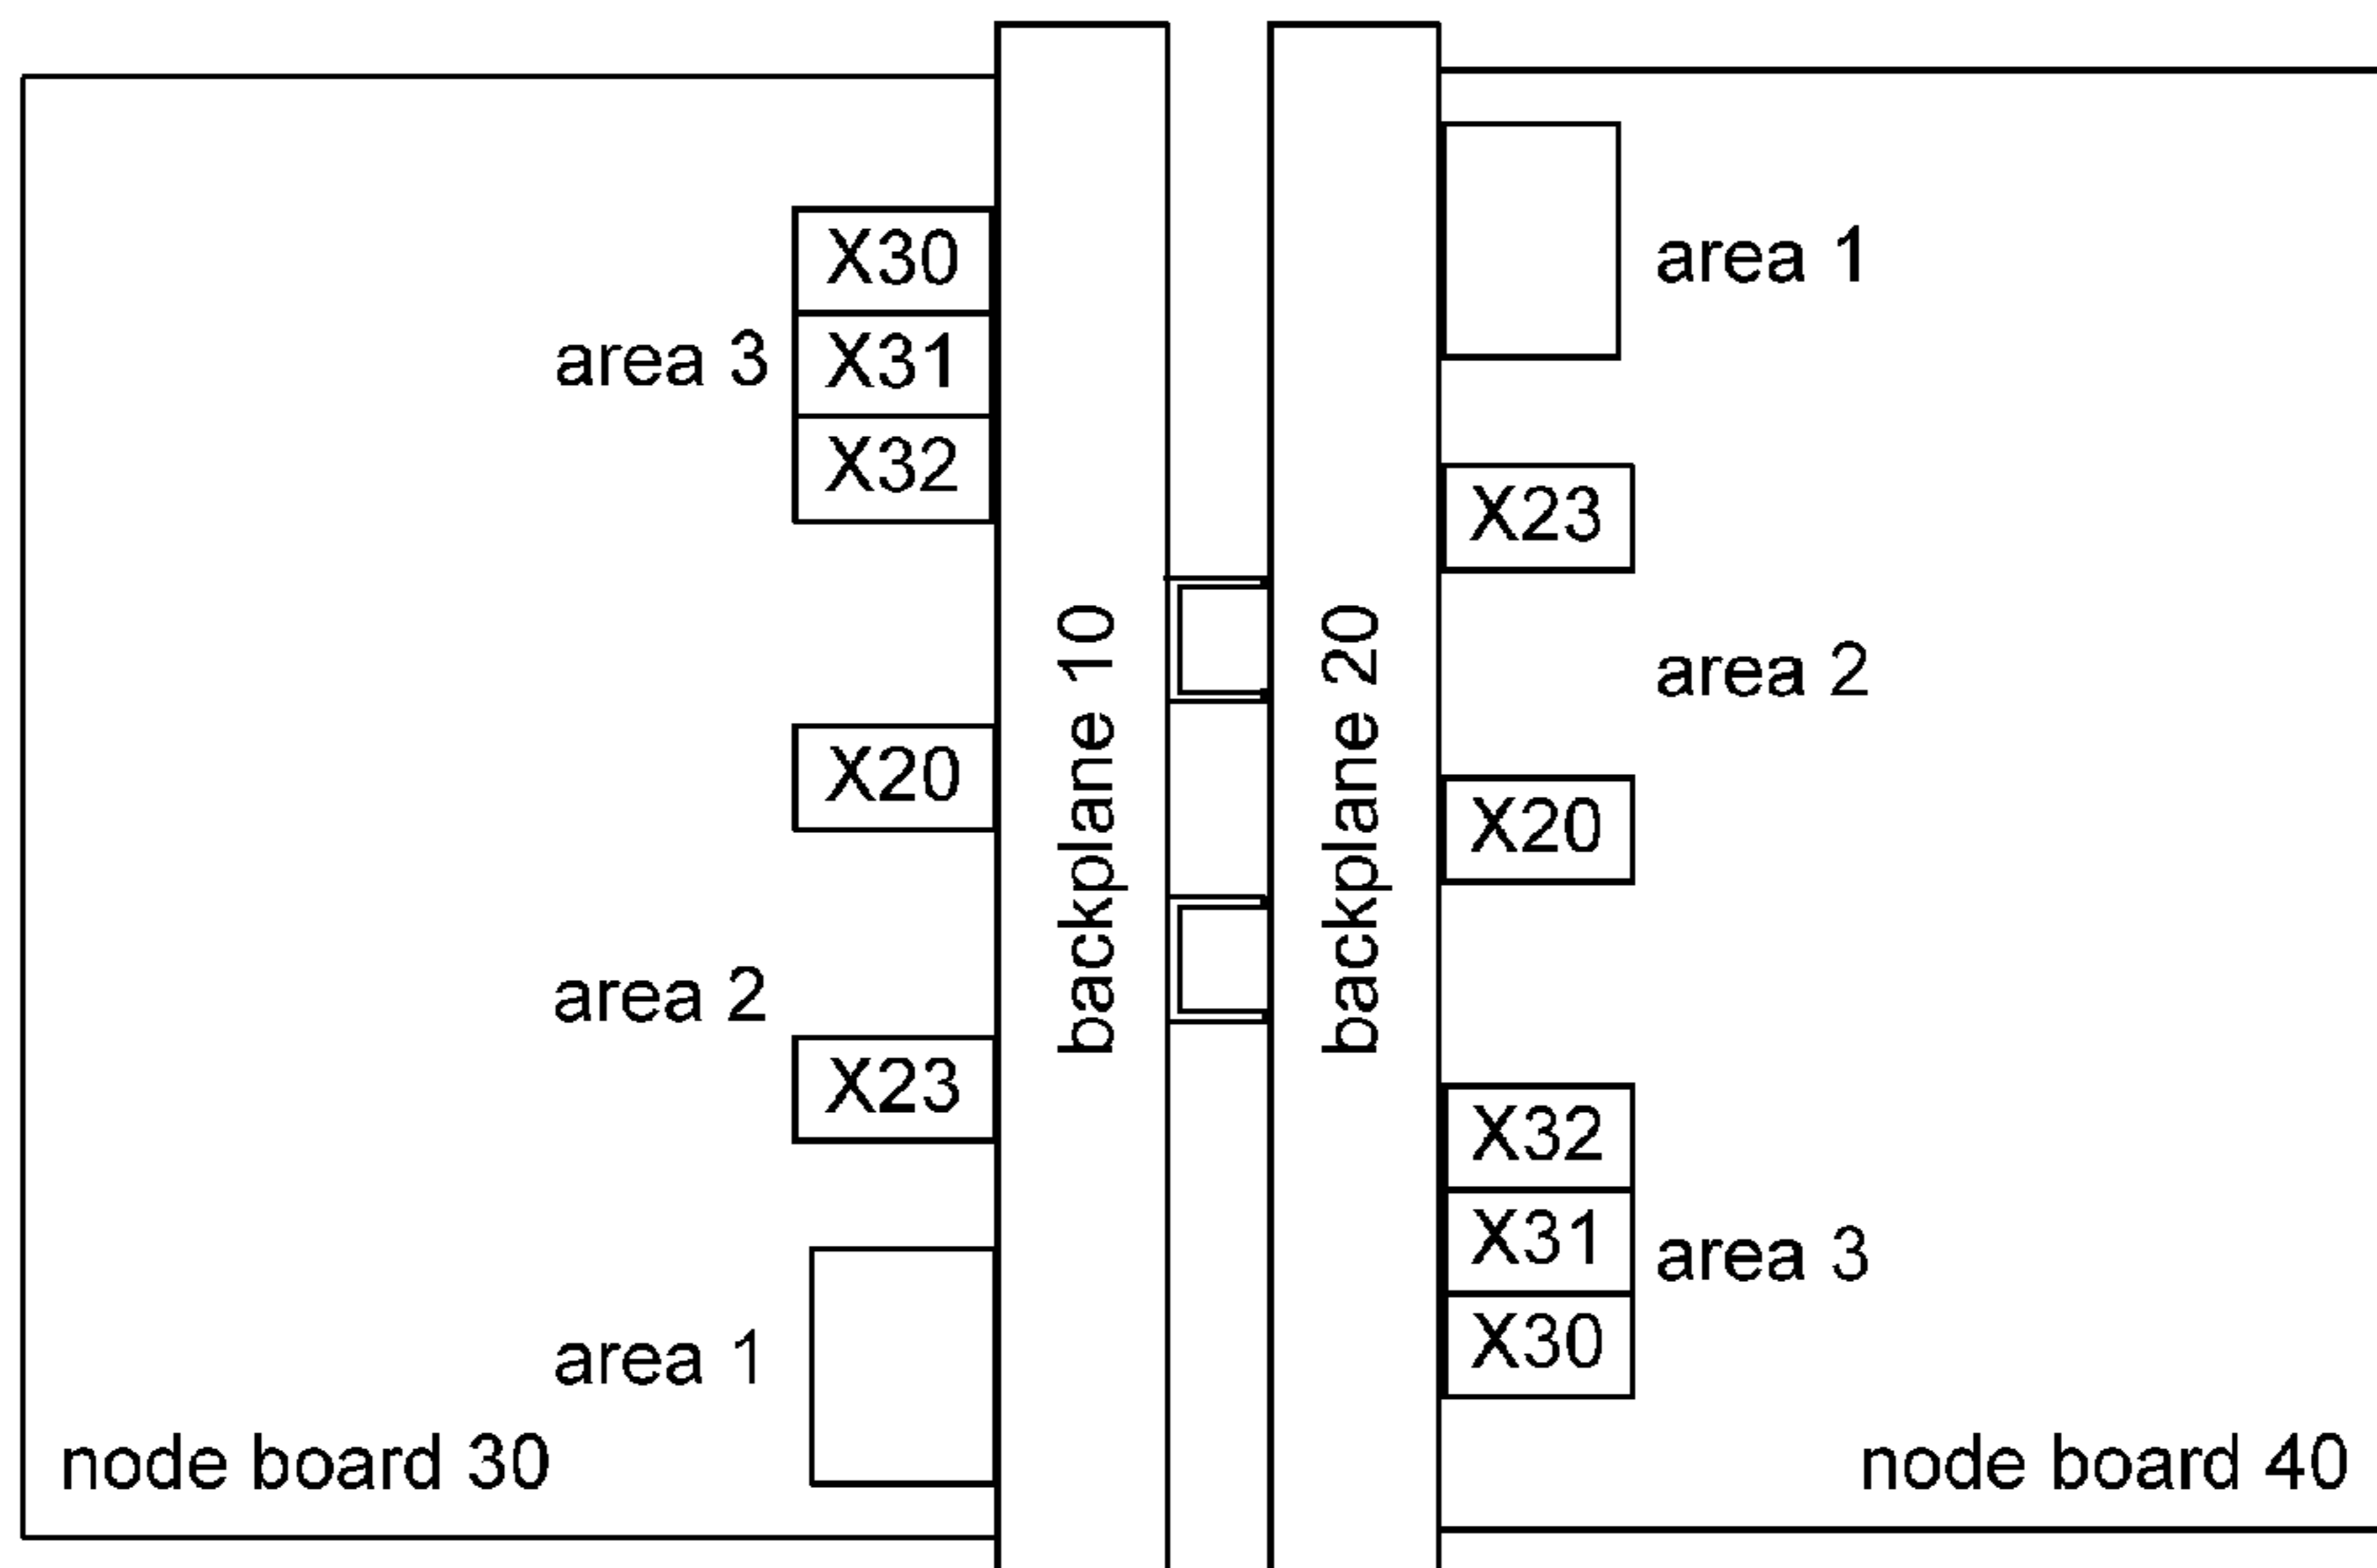 X30
area 3
X31
X32
X20
area 2
X23
area 1
node board 30
backplane 10
backplane 20
area 1
X23
area 2
X20
X32
X31
area 3
X30
node board 40